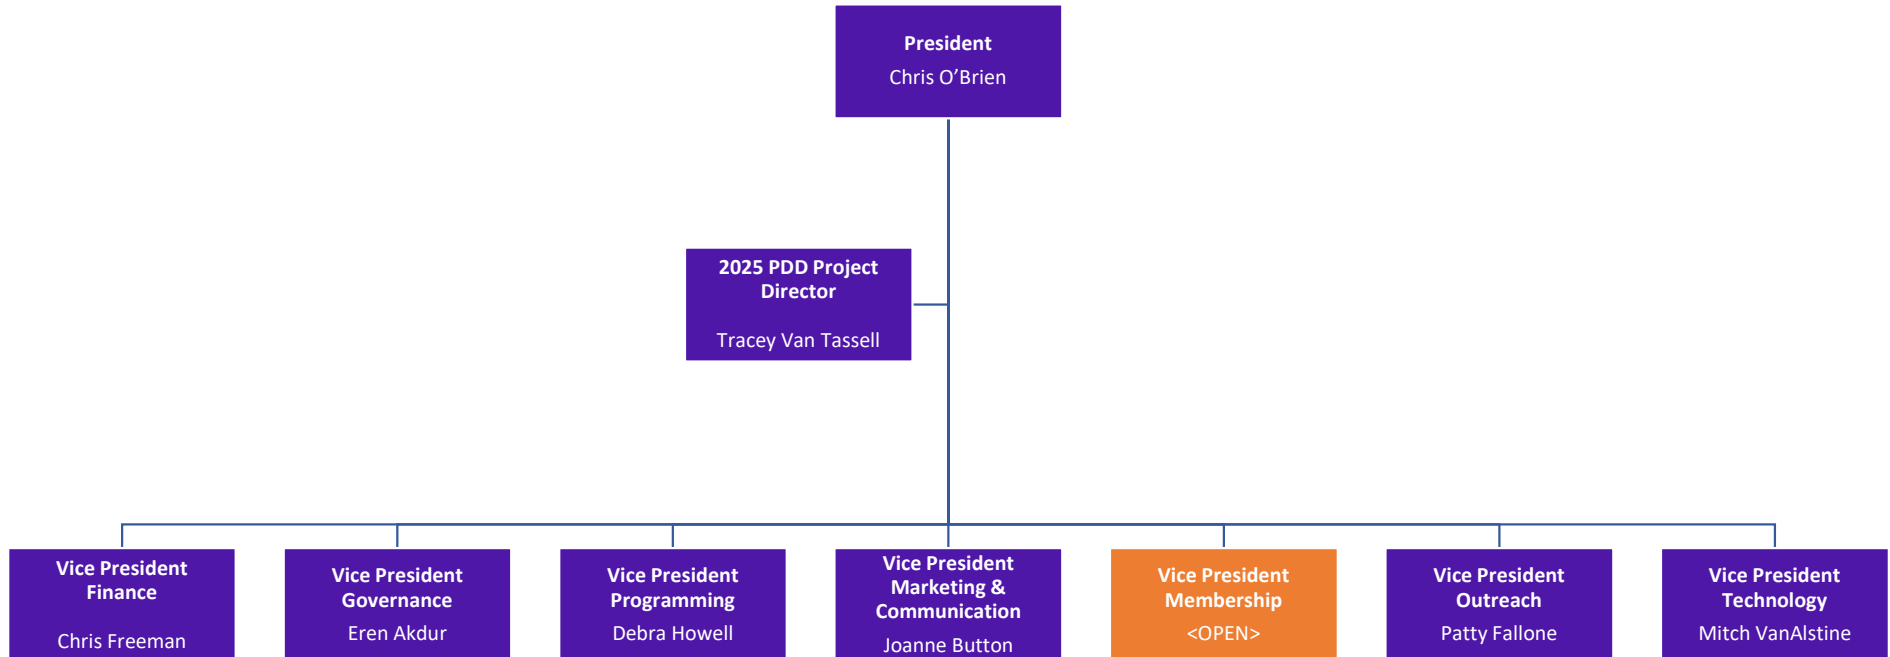 President
Chris O’Brien
2025 PDD Project
Director
Tracey Van Tassell
Vice President
Finance
Chris Freeman
Vice President
Governance
Eren Akdur
Vice President
Programming
Debra Howell
Vice President
Marketing &
Communication
Joanne Button
Vice President
Membership
<OPEN>
Vice President
Outreach
Patty Fallone
Vice President
Technology
Mitch VanAlstine